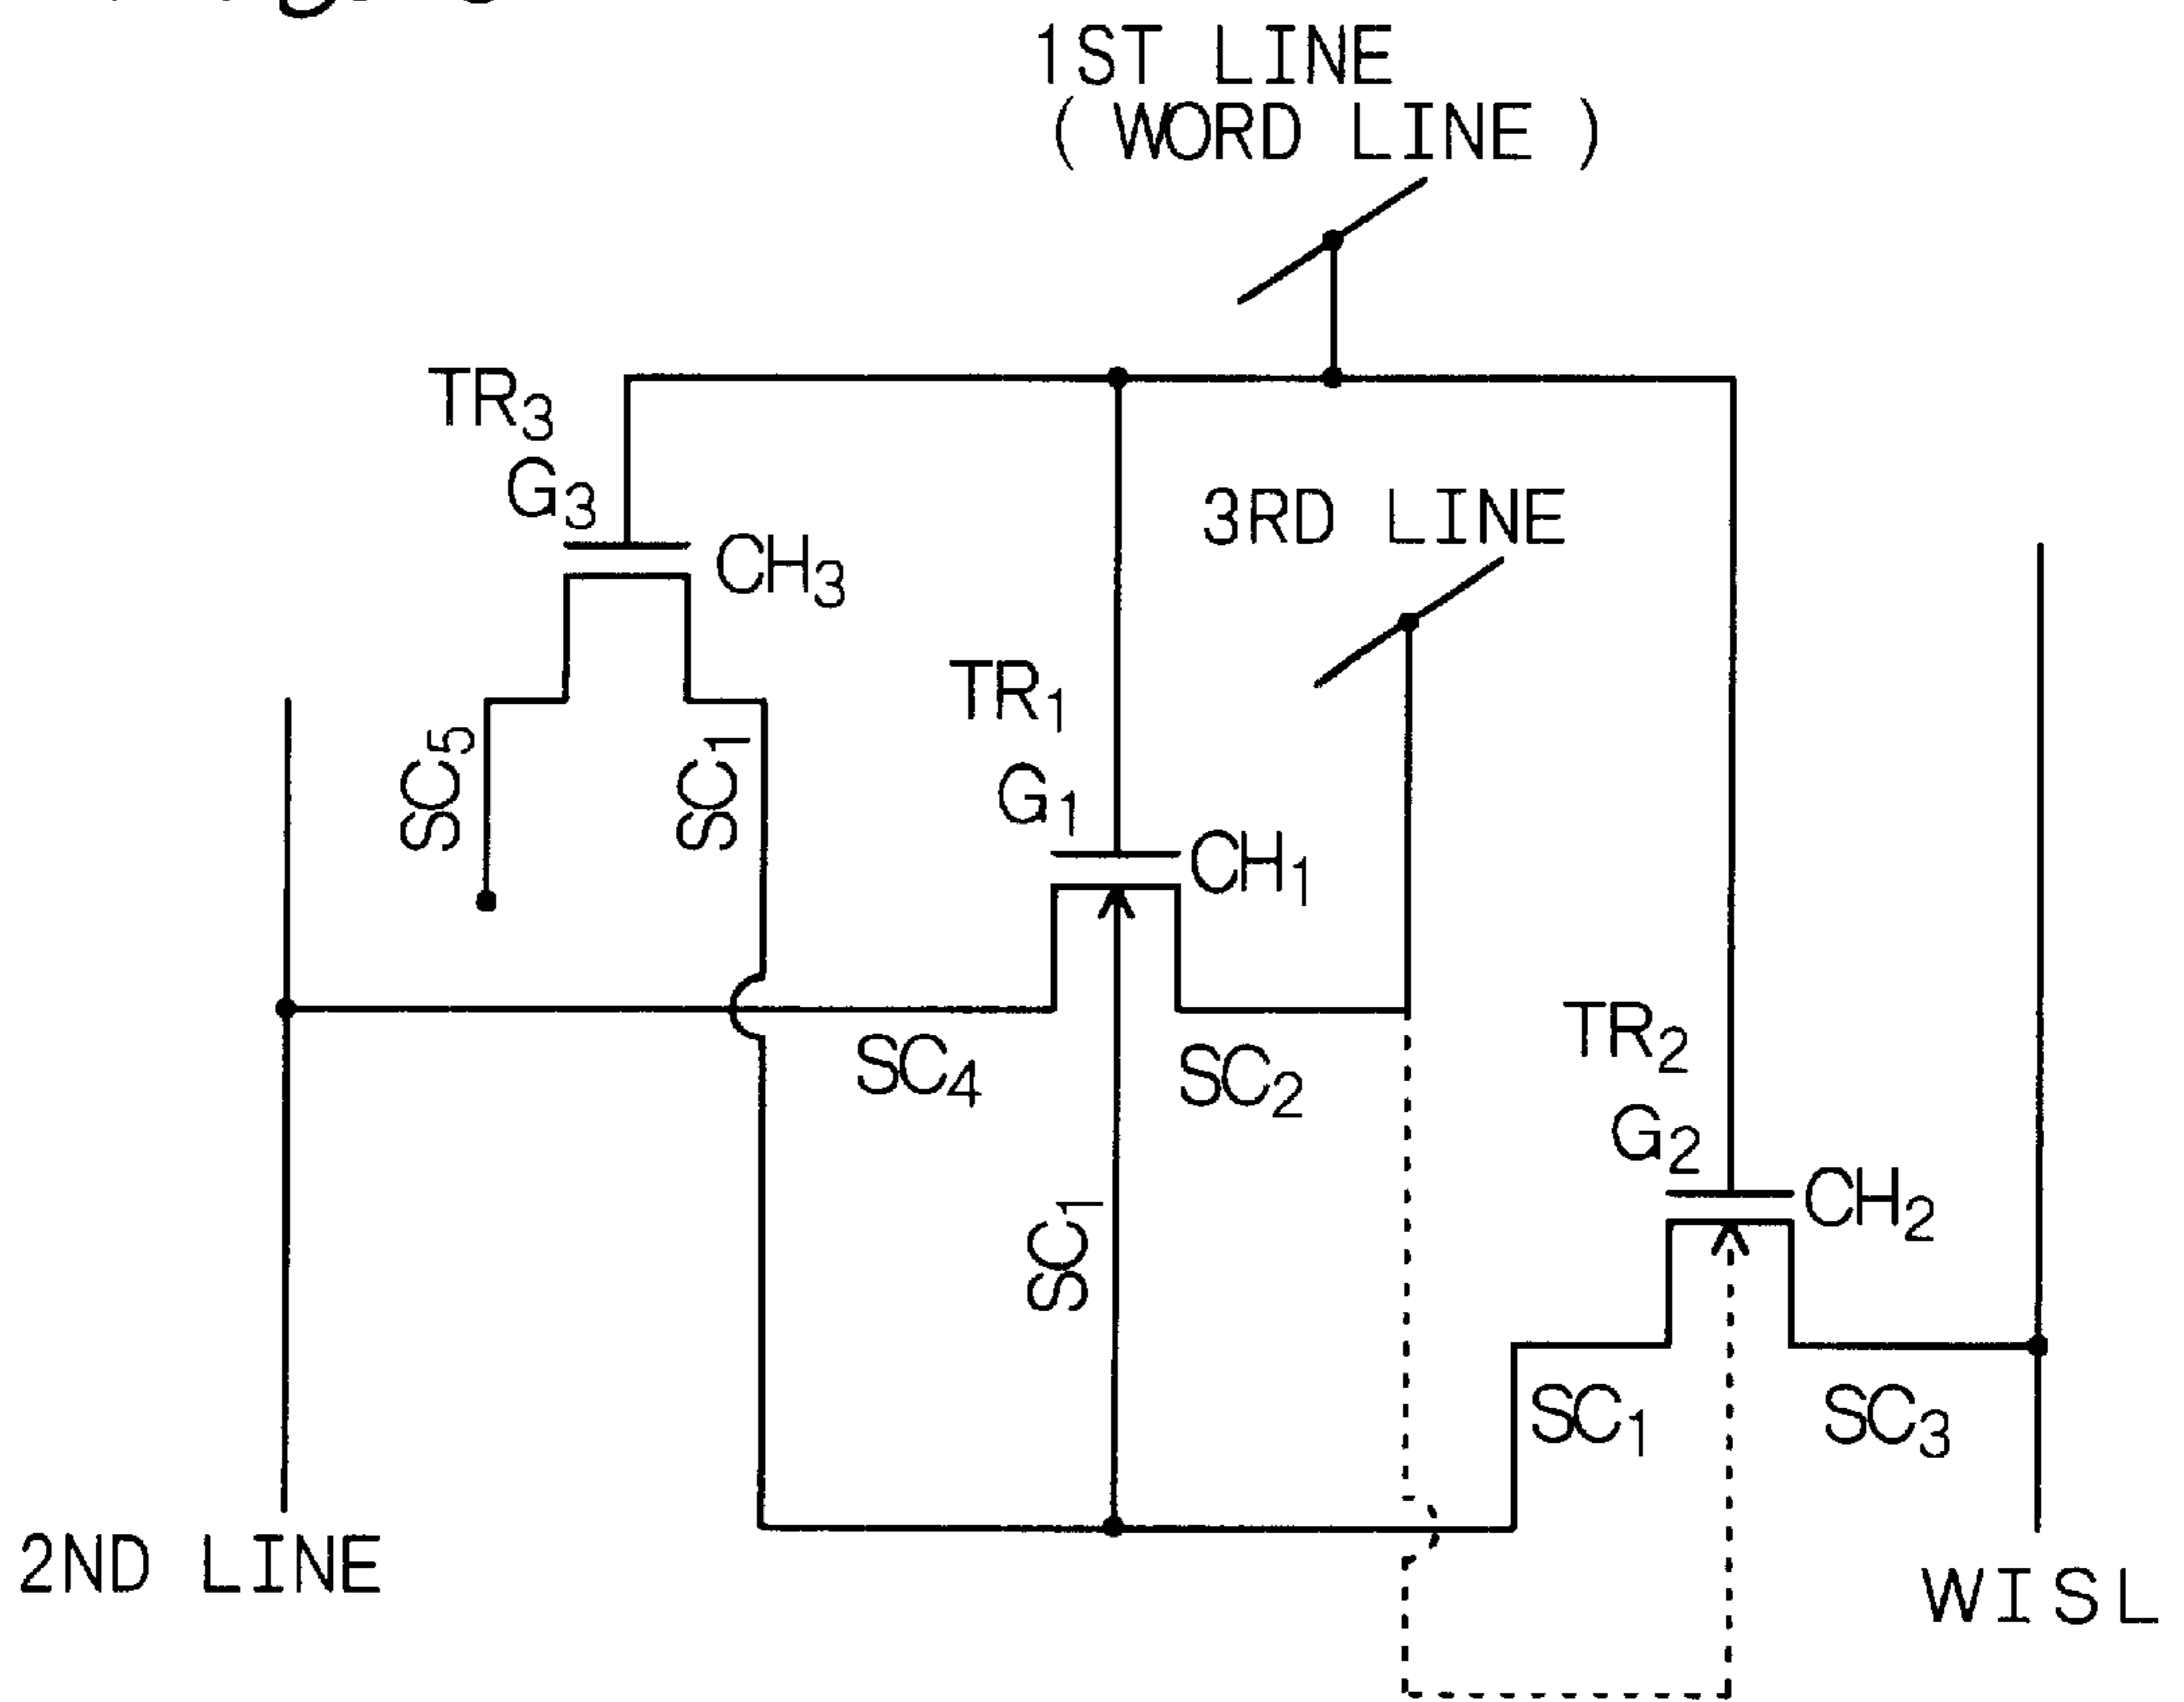 1ST LINE
( WORD LINE )
TR3
G3
CH3
3RD LINE
TR1
G1
CH1
SC5
SC1
SC4
SC2
TR2
G2
CH2
SC1
SC1
SC3
2ND LINE
WISL